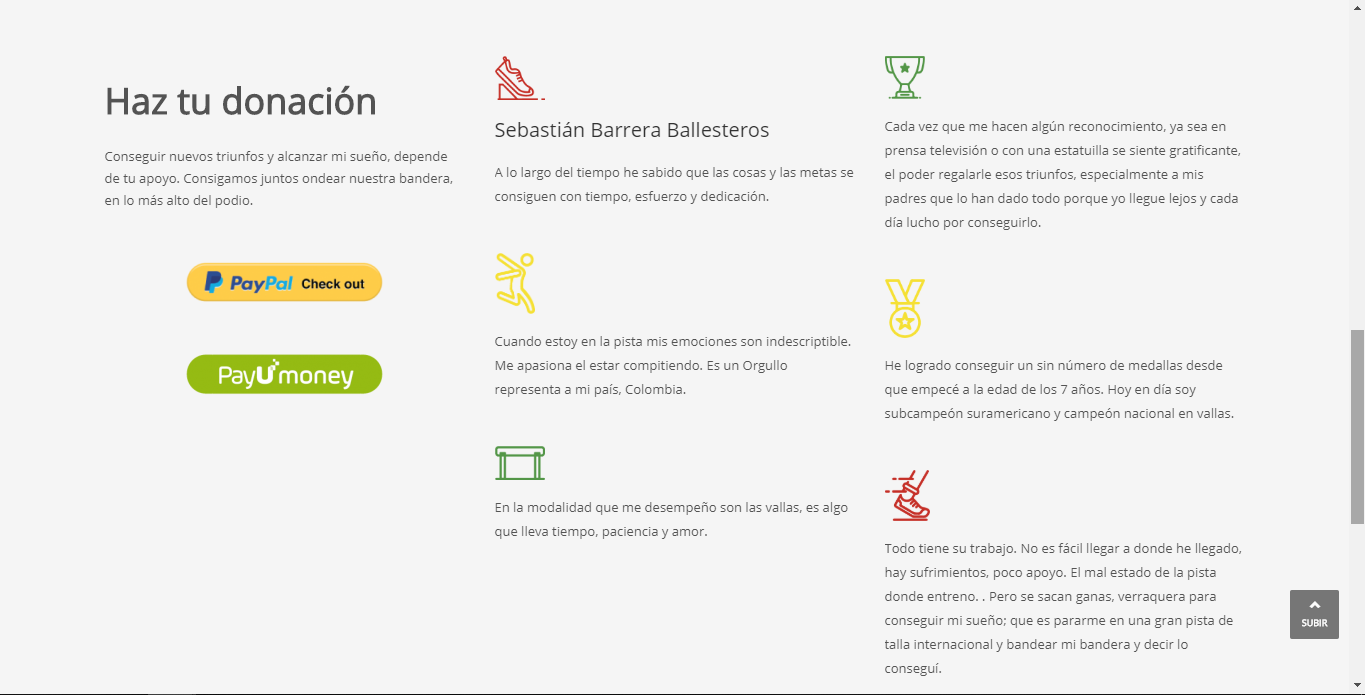 Haz tu donación
Conseguir nuevos triunfos y alcanzar mi sueño, depende
de tu apoyo. Consigamos juntos ondear nuestra bandera,
en lo más alto del podio.
PayPal Check out
PayUmoney
Sebastián Barrera Ballesteros
A lo largo del tiempo he sabido que las cosas y las metas se
consiguen con tiempo, esfuerzo y dedicación.
Cuando estoy en la pista mis emociones son indescriptible.
Me apasiona el estar compitiendo. Es un Orgullo
representa a mi país, Colombia.
En la modalidad que me desempeño son las vallas, es algo
que lleva tiempo, paciencia y amor.
Cada vez que me hacen algún reconocimiento, ya sea en
prensa televisión o con una estatuilla se siente gratificante,
el poder regalarle esos triunfos, especialmente a mis
padres que lo han dado todo porque yo llegue lejos y cada
día lucho por conseguirlo.
He logrado conseguir un sin número de medallas desde
que empecé a la edad de los 7 años. Hoy en día soy
subcampeón suramericano y campeón nacional en vallas.
Todo tiene su trabajo. No es fácil llegar a donde he llegado,
hay sufrimientos, poco apoyo. El mal estado de la pista
donde entreno. . Pero se sacan ganas, verraquera para
conseguir mi sueño; que es pararme en una gran pista de
talla internacional y bandear mi bandera y decir lo
conseguí.
SUBIR